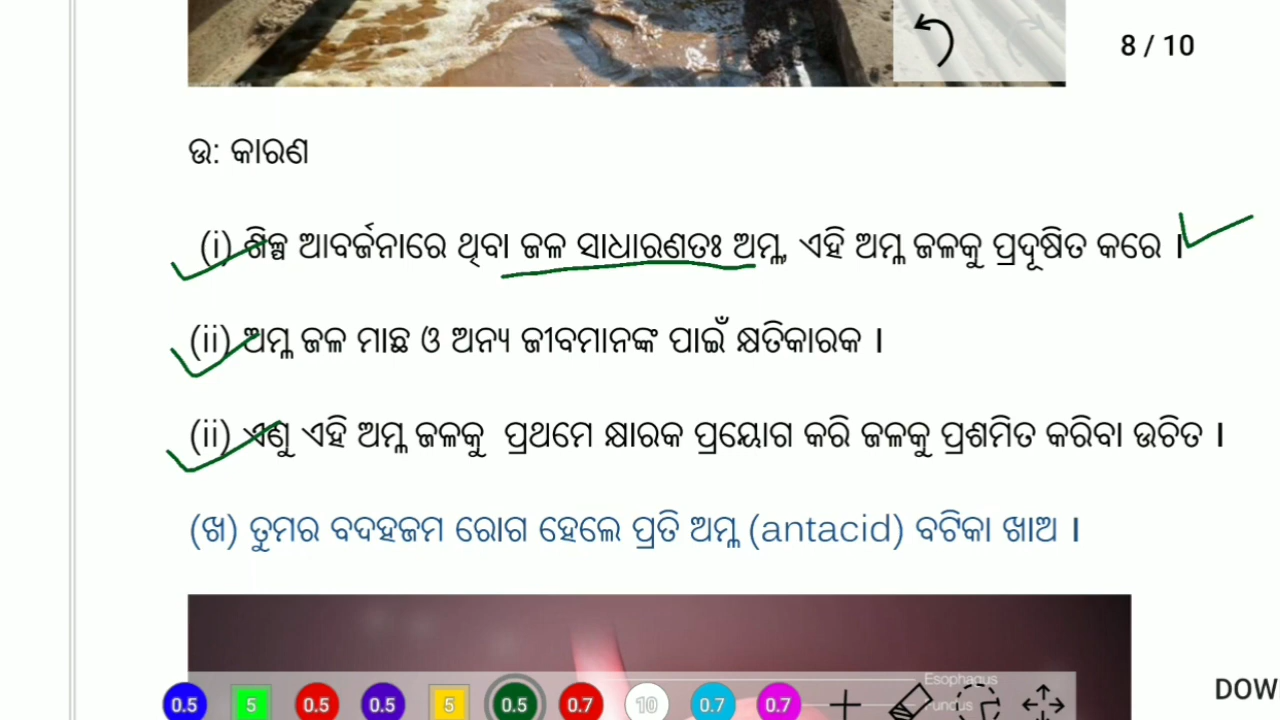 8 / 10
ଉ: କାରଣ
(i) ଶିଳ୍ପ ଆବର୍ଜନାରେ ଥିବା ଜଳ ସାଧାରଣତଃ ଅମ୍ଳ, ଏହି ଅମ୍ଳ ଜଳକୁ ପ୍ରଦୂଷିତ କରେ ।
(ii) ଅମ୍ଳ ଜଳ ମାଛ ଓ ଅନ୍ୟ ଜୀବମାନଙ୍କ ପାଇଁ କ୍ଷତିକାରକ ।
(ii) ଏଣୁ ଏହି ଅମ୍ଳ ଜଳକୁ ପ୍ରଥମେ କ୍ଷାରକ ପ୍ରୟୋଗ କରି ଜଳକୁ ପ୍ରଶମିତ କରିବା ଉଚିତ ।
(ଖ) ତୁମର ବଦହଜମ ରୋଗ ହେଲେ ପ୍ରତି ଅମ୍ଳ (antacid) ବଟିକା ଖାଅ ।
Esophagus
Fundus
0.5 5 0.5 0.5 5 0.5 0.7 10 0.7 0.7
DOW